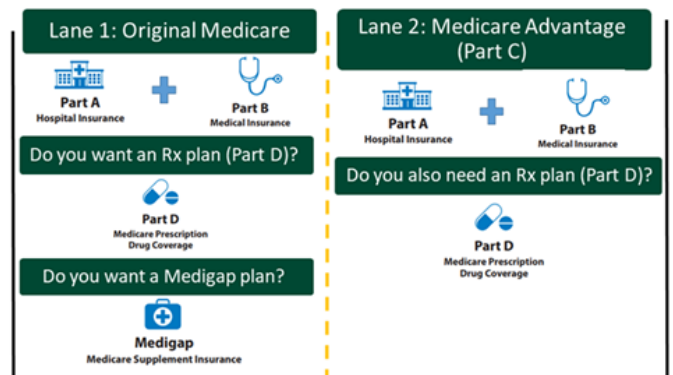 Lane 1: Original Medicare
Part A
Hospital Insurance
Part B
Medical Insurance
Do you want an Rx plan (Part D)?
Part D
Medicare Prescription
Drug Coverage
Do you want a Medigap plan?
Medigap
Medicare Supplement Insurance
Lane 2: Medicare Advantage
(Part C)
Part A
Hospital Insurance
Part B
Medical Insurance
Do you also need an Rx plan (Part D)?
Part D
Medicare Prescription
Drug Coverage